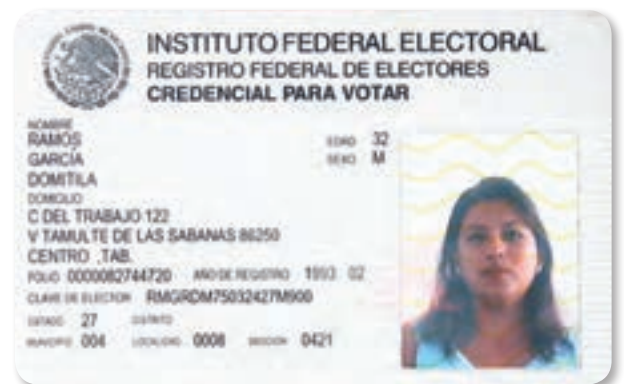 INSTITUTO FEDERAL ELECTORAL
REGISTRO FEDERAL DE ELECTORES
CREDENCIAL PARA VOTAR
NOMBRE
RAMOS EDAD 32
GARCÍA SEXO M
DOMITILA
DOMICILIO
C DEL TRABAJO 122
V TAMULTE DE LAS SABANAS 86250
CENTRO ,TAB.
FOLIO 0000082744720 AÑO DE REGISTRO 1993 02
CLAVE DE ELECTOR RMGRDM75032427M900
ESTADO 27 DISTRITO
MUNICIPIO 004 LOCALIDAD 0008 SECCION 0421